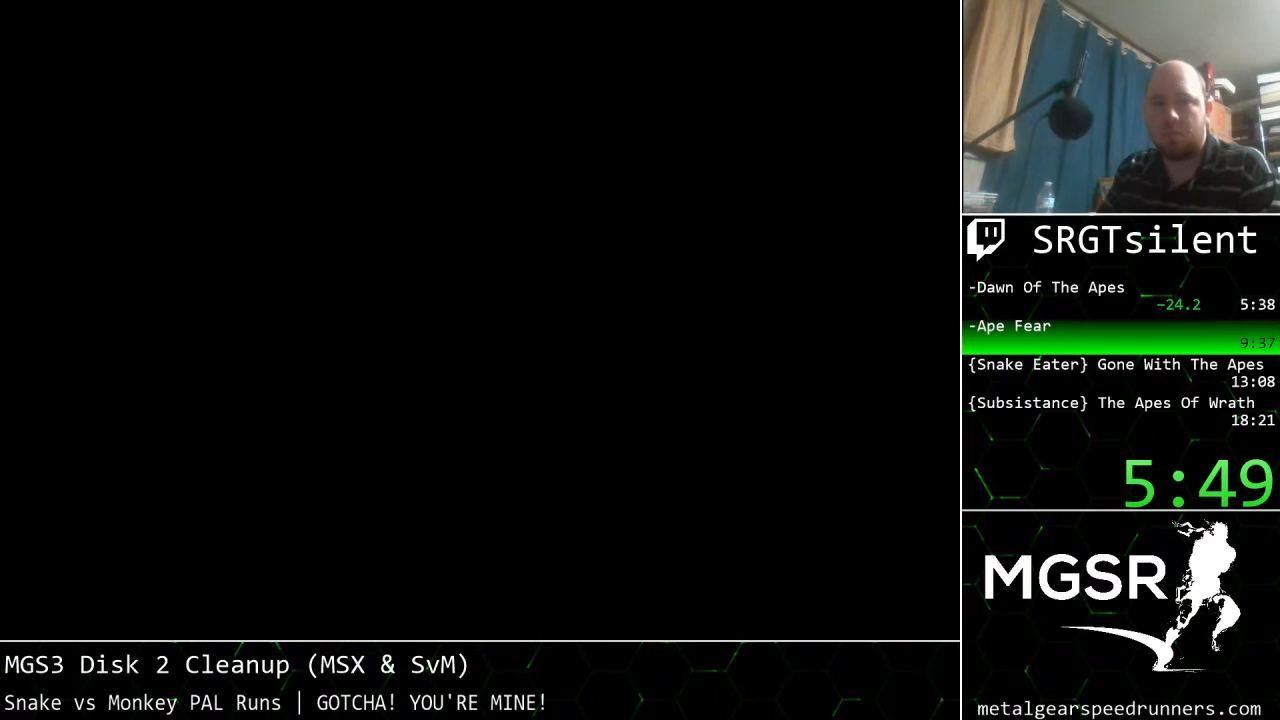 SRGTsilent
-Dawn Of The Apes
-24.2 5:38
-Ape Fear
9:37
{Snake Eater} Gone With The Apes
13:08
{Subsistance} The Apes Of Wrath
18:21
5:49
MGSR
metalgearspeedrunners.com
MGS3 Disk 2 Cleanup (MSX & SvM)
Snake vs Monkey PAL Runs | GOTCHA! YOU'RE MINE!